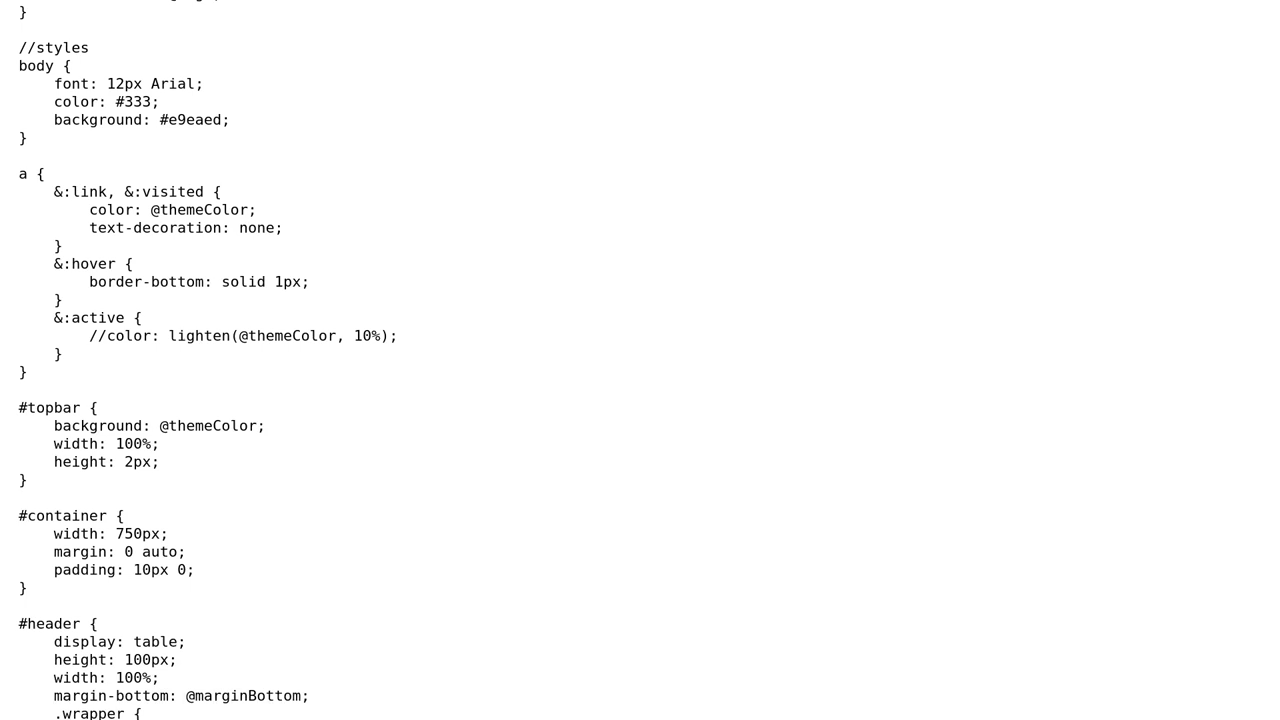 }

//styles
body {
    font: 12px Arial;
    color: #333;
    background: #e9eaed;
}

a {
    &:link, &:visited {
        color: @themeColor;
        text-decoration: none;
    }
    &:hover {
        border-bottom: solid 1px;
    }
    &:active {
        //color: lighten(@themeColor, 10%);
    }
}

#topbar {
    background: @themeColor;
    width: 100%;
    height: 2px;
}

#container {
    width: 750px;
    margin: 0 auto;
    padding: 10px 0;
}

#header {
    display: table;
    height: 100px;
    width: 100%;
    margin-bottom: @marginBottom;
    .wrapper {